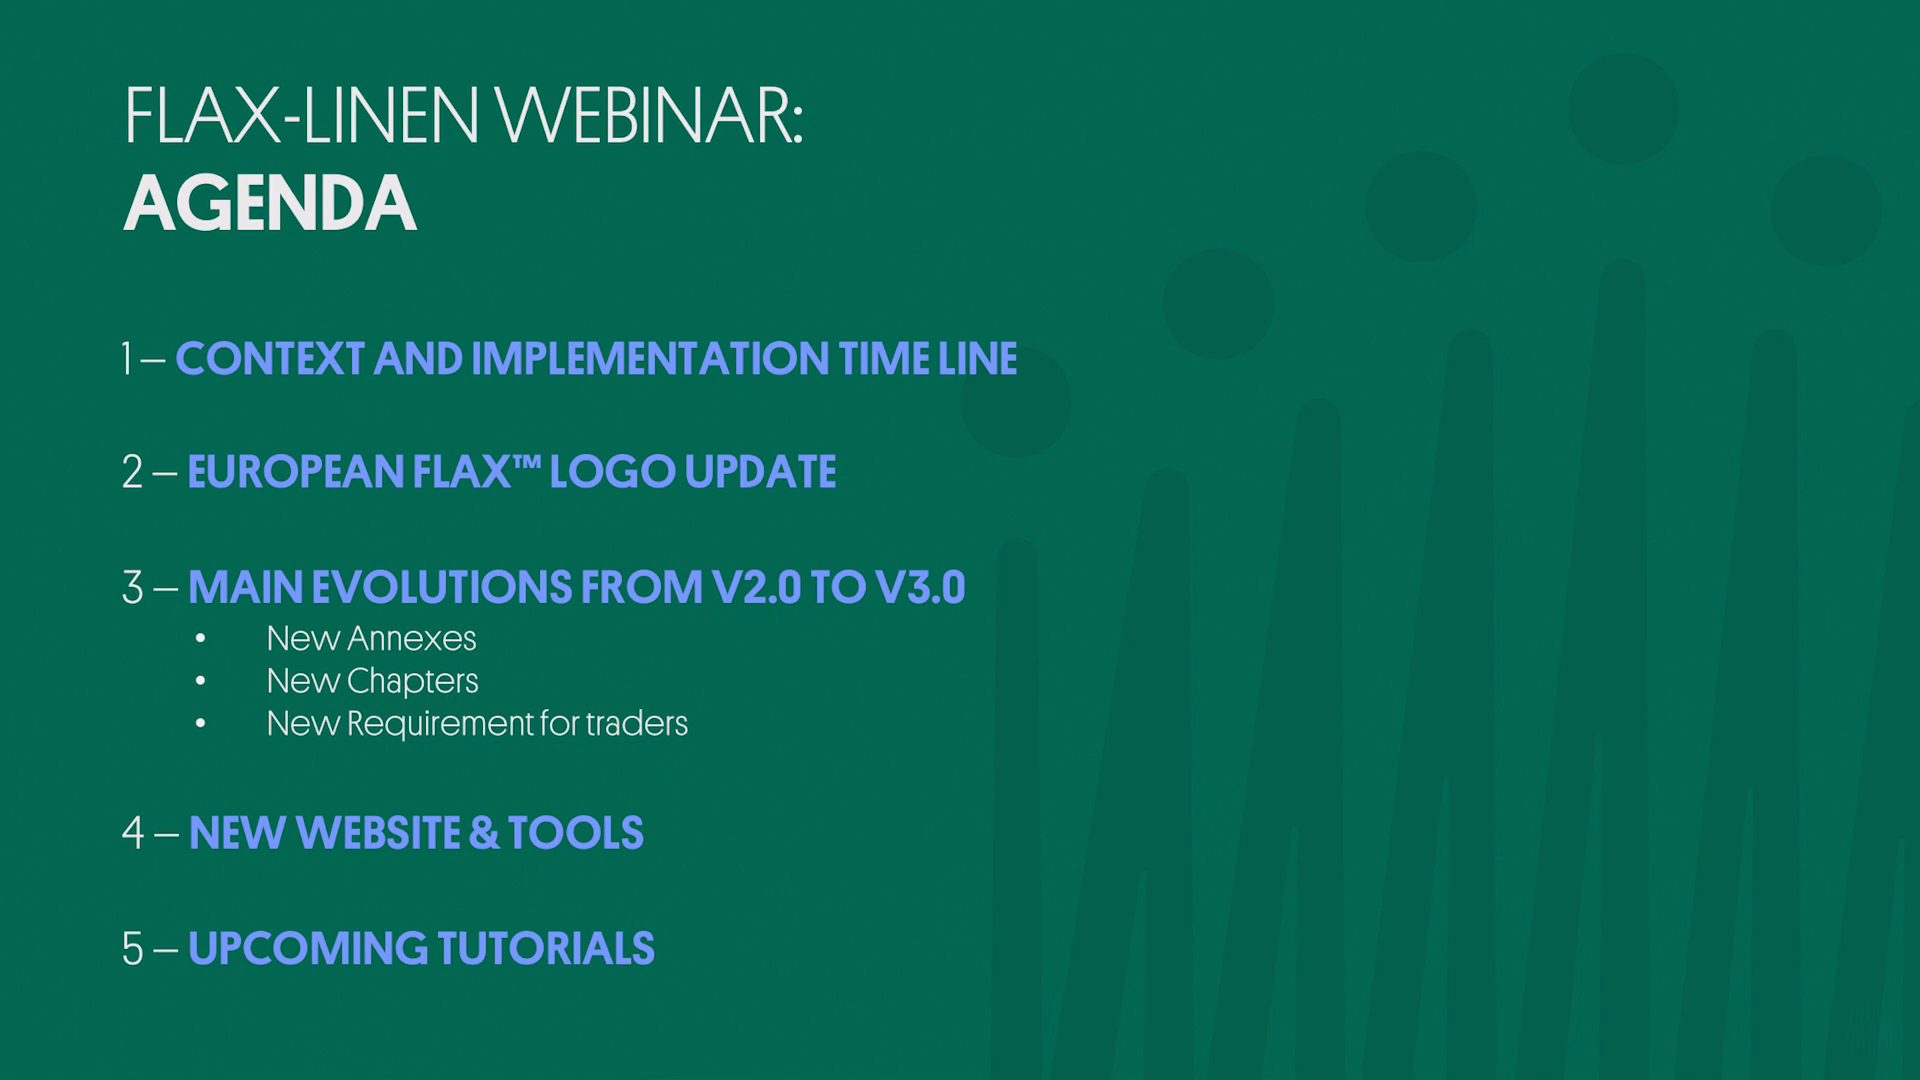 FLAX-LINEN WEBINAR:
AGENDA
1 – CONTEXT AND IMPLEMENTATION TIME LINE
2 – EUROPEAN FLAX™ LOGO UPDATE
3 – MAIN EVOLUTIONS FROM V2.0 TO V3.0
• New Annexes
• New Chapters
• New Requirement for traders
4 – NEW WEBSITE & TOOLS
5 – UPCOMING TUTORIALS